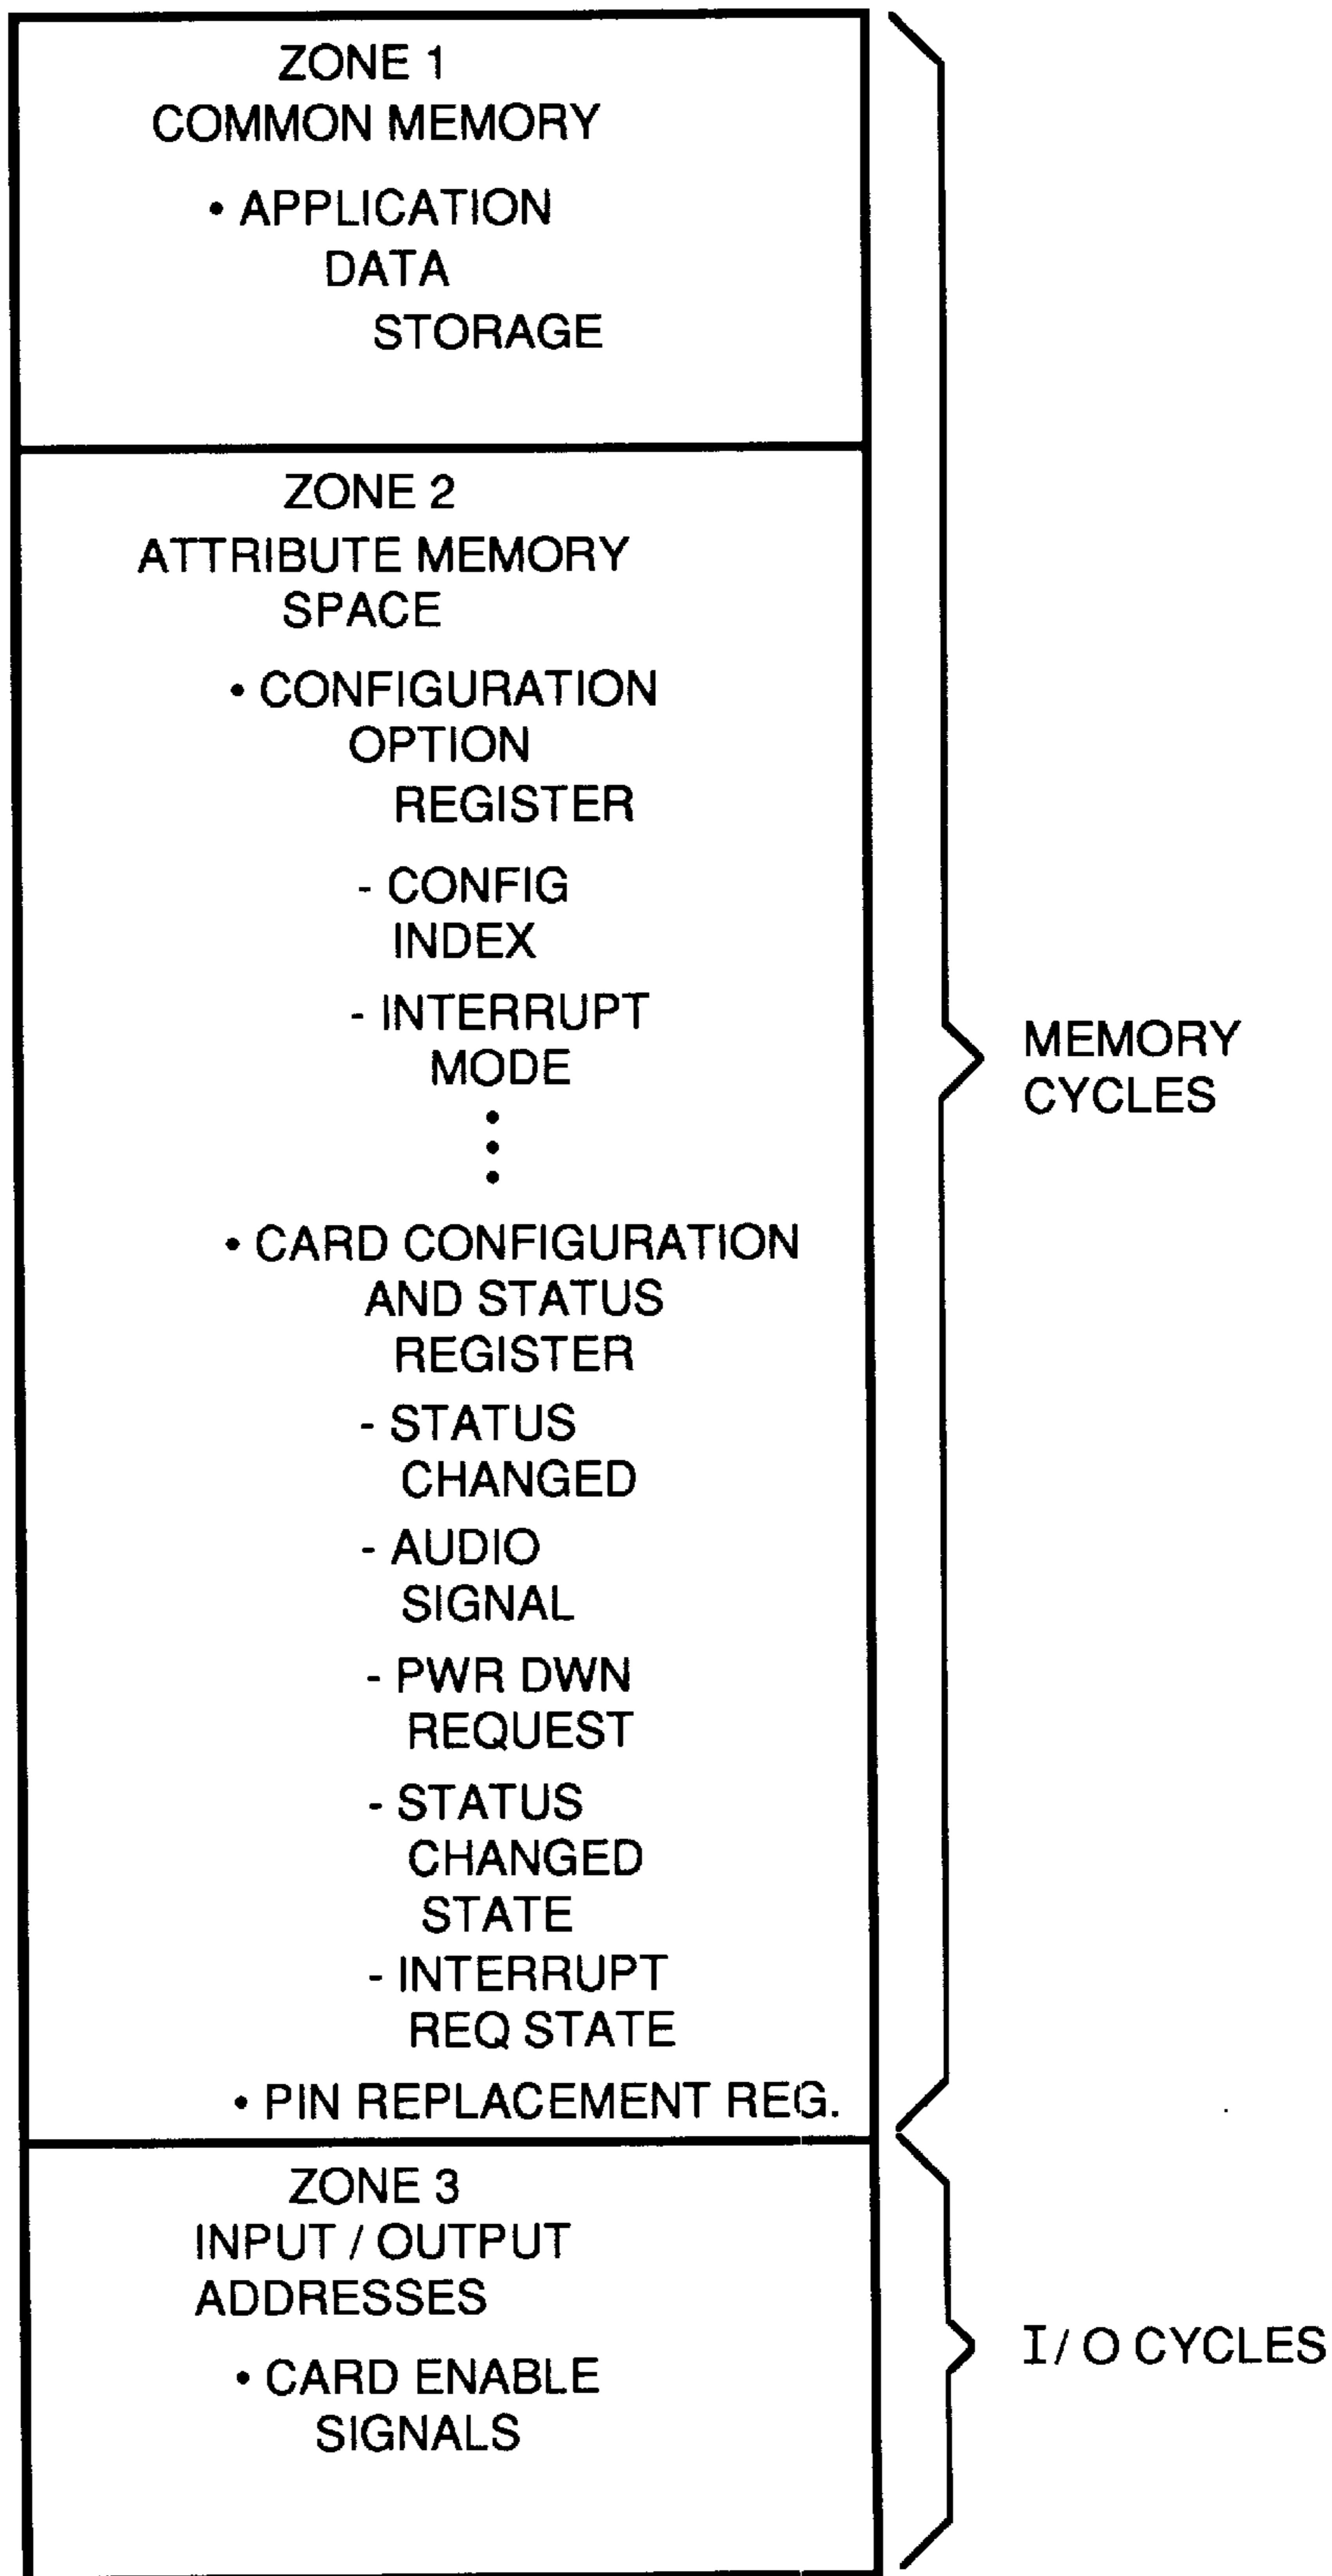 ZONE 1
COMMON MEMORY
• APPLICATION
DATA
STORAGE
ZONE 2
ATTRIBUTE MEMORY
SPACE
• CONFIGURATION
OPTION
REGISTER
- CONFIG
INDEX
- INTERRUPT
MODE
• CARD CONFIGURATION
AND STATUS
REGISTER
- STATUS
CHANGED
- AUDIO
SIGNAL
- PWR DWN
REQUEST
- STATUS
CHANGED
STATE
- INTERRUPT
REQ STATE
• PIN REPLACEMENT REG.
MEMORY
CYCLES
ZONE 3
INPUT / OUTPUT
ADDRESSES
• CARD ENABLE
SIGNALS
I/O CYCLES